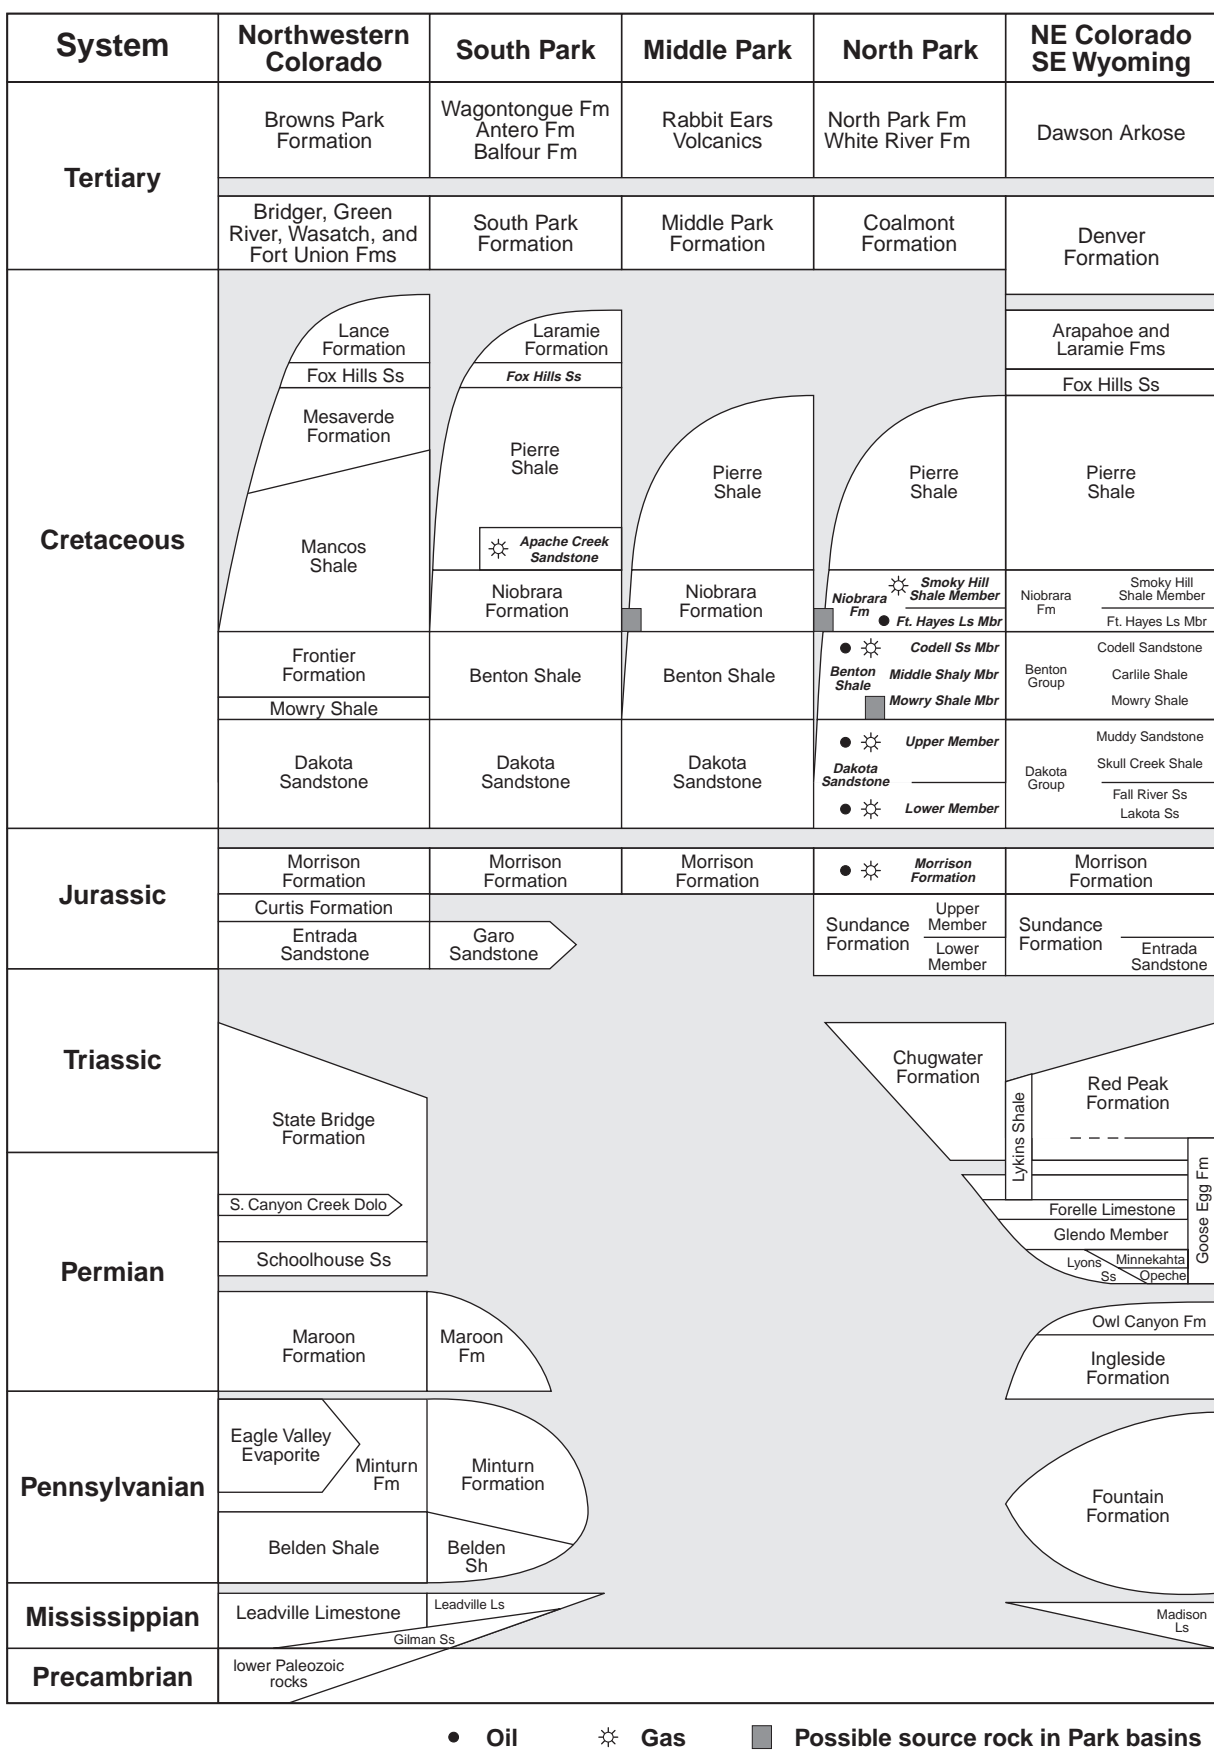 System
Northwestern
Colorado
South Park
Middle Park
North Park
NE Colorado
SE Wyoming
Tertiary
Browns Park
Formation
Wagontongue Fm
Antero Fm
Balfour Fm
Rabbit Ears
Volcanics
North Park Fm
White River Fm
Dawson Arkose
Bridger, Green
River, Wasatch, and
Fort Union Fms
South Park
Formation
Middle Park
Formation
Coalmont
Formation
Denver
Formation
Cretaceous
Lance
Formation
Fox Hills Ss
Mesaverde
Formation
Mancos
Shale
Frontier
Formation
Mowry Shale
Dakota
Sandstone
Laramie
Formation
Fox Hills Ss
Pierre
Shale
Apache Creek
Sandstone
Niobrara
Formation
Benton Shale
Dakota
Sandstone
Pierre
Shale
Niobrara
Formation
Benton Shale
Dakota
Sandstone
Pierre
Shale
Niobrara
Fm
Smoky Hill
Shale Member
Ft. Hayes Ls Mbr
Codell Ss Mbr
Benton
Shale
Middle Shaly Mbr
Mowry Shale Mbr
Upper Member
Dakota
Sandstone
Lower Member
Arapahoe and
Laramie Fms
Fox Hills Ss
Pierre
Shale
Niobrara
Fm
Smoky Hill
Shale Member
Ft. Hayes Ls Mbr
Codell Sandstone
Benton
Group
Carlile Shale
Mowry Shale
Muddy Sandstone
Skull Creek Shale
Dakota
Group
Fall River Ss
Lakota Ss
Jurassic
Morrison
Formation
Curtis Formation
Entrada
Sandstone
Morrison
Formation
Garo
Sandstone
Morrison
Formation
Morrison
Formation
Sundance
Formation
Upper
Member
Lower
Member
Morrison
Formation
Sundance
Formation
Entrada
Sandstone
Triassic
State Bridge
Formation
Chugwater
Formation
Lykins Shale
Red Peak
Formation
Goose Egg Fm
Permian
S. Canyon Creek Dolo
Schoolhouse Ss
Maroon
Formation
Maroon
Fm
Forelle Limestone
Glendo Member
Lyons
Ss
Minnekahta
Opeche
Owl Canyon Fm
Ingleside
Formation
Pennsylvanian
Eagle Valley
Evaporite
Minturn
Fm
Belden Shale
Minturn
Formation
Belden
Sh
Fountain
Formation
Mississippian
Leadville Limestone
Leadville Ls
Gilman Ss
Madison
Ls
Precambrian
lower Paleozoic
rocks
Oil
Gas
Possible source rock in Park basins